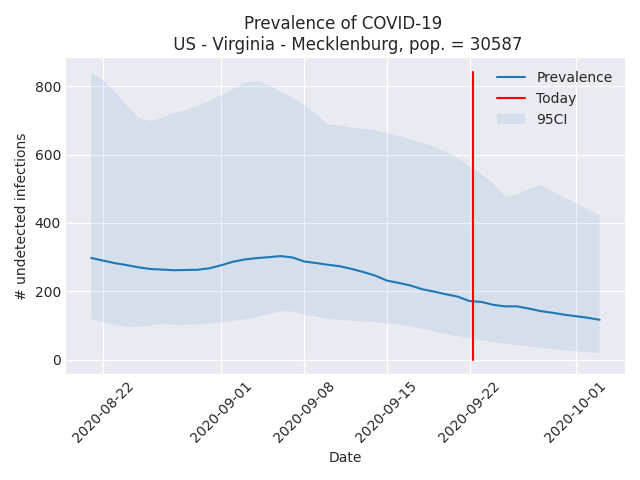 Prevalence of COVID-19
US - Virginia - Mecklenburg, pop. = 30587
Prevalence
Today
95CI
# undetected infections
800
600
400
200
0
2020-08-22
2020-09-01
2020-09-08
2020-09-15
2020-09-22
2020-10-01
Date